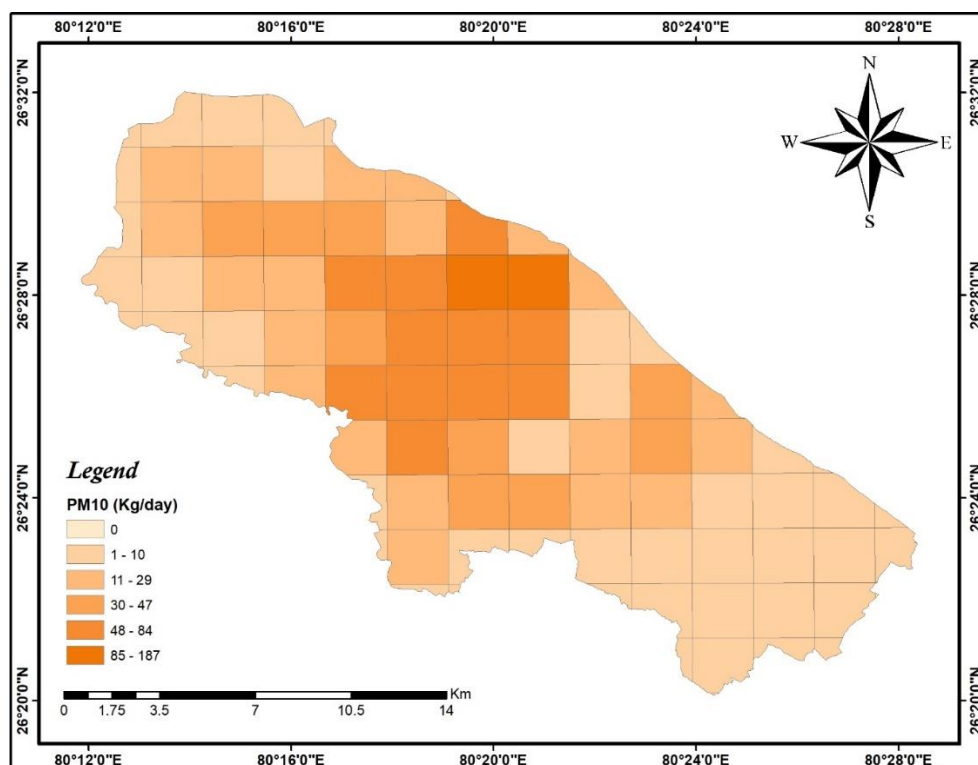 80°12'0"E 80°16'0"E 80°20'0"E 80°24'0"E 80°28'0"E
26°32'0"N 26°32'0"N
N
W E
S
26°28'0"N 26°28'0"N
26°24'0"N 26°24'0"N
Legend
PM10 (Kg/day)
0
1 - 10
11 - 29
30 - 47
48 - 84
85 - 187
Km
0 1.75 3.5 7 10.5 14
26°20'0"N 26°20'0"N
80°12'0"E 80°16'0"E 80°20'0"E 80°24'0"E 80°28'0"E